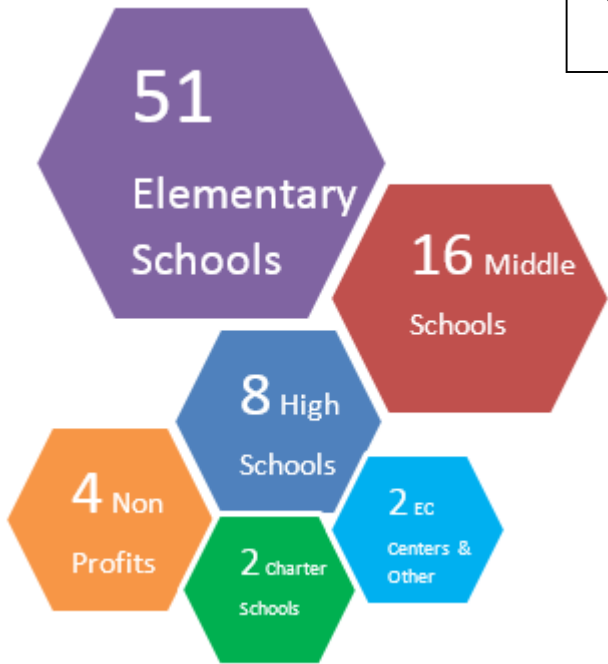 51
Elementary
Schools
16 Middle
Schools
8 High
Schools
4 Non
Profits
2 EC
Centers &
Other
2 Charter
Schools